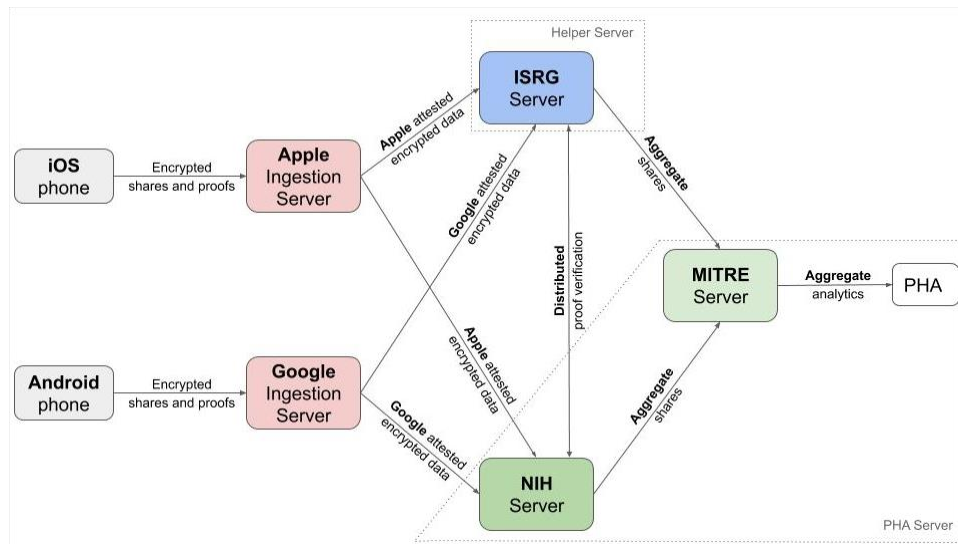 Helper Server
ISRG
Server
Apple attested
encrypted data
iOS
phone
Encrypted
shares and proofs
Apple
Ingestion
Server
Google attested
encrypted data
Aggregate
shares
Distributed
proof verification
MITRE
Server
Aggregate
analytics
PHA
Apple attested
encrypted data
Android
phone
Encrypted
shares and proofs
Google
Ingestion
Server
Google attested
encrypted data
Aggregate
shares
NIH
Server
PHA Server